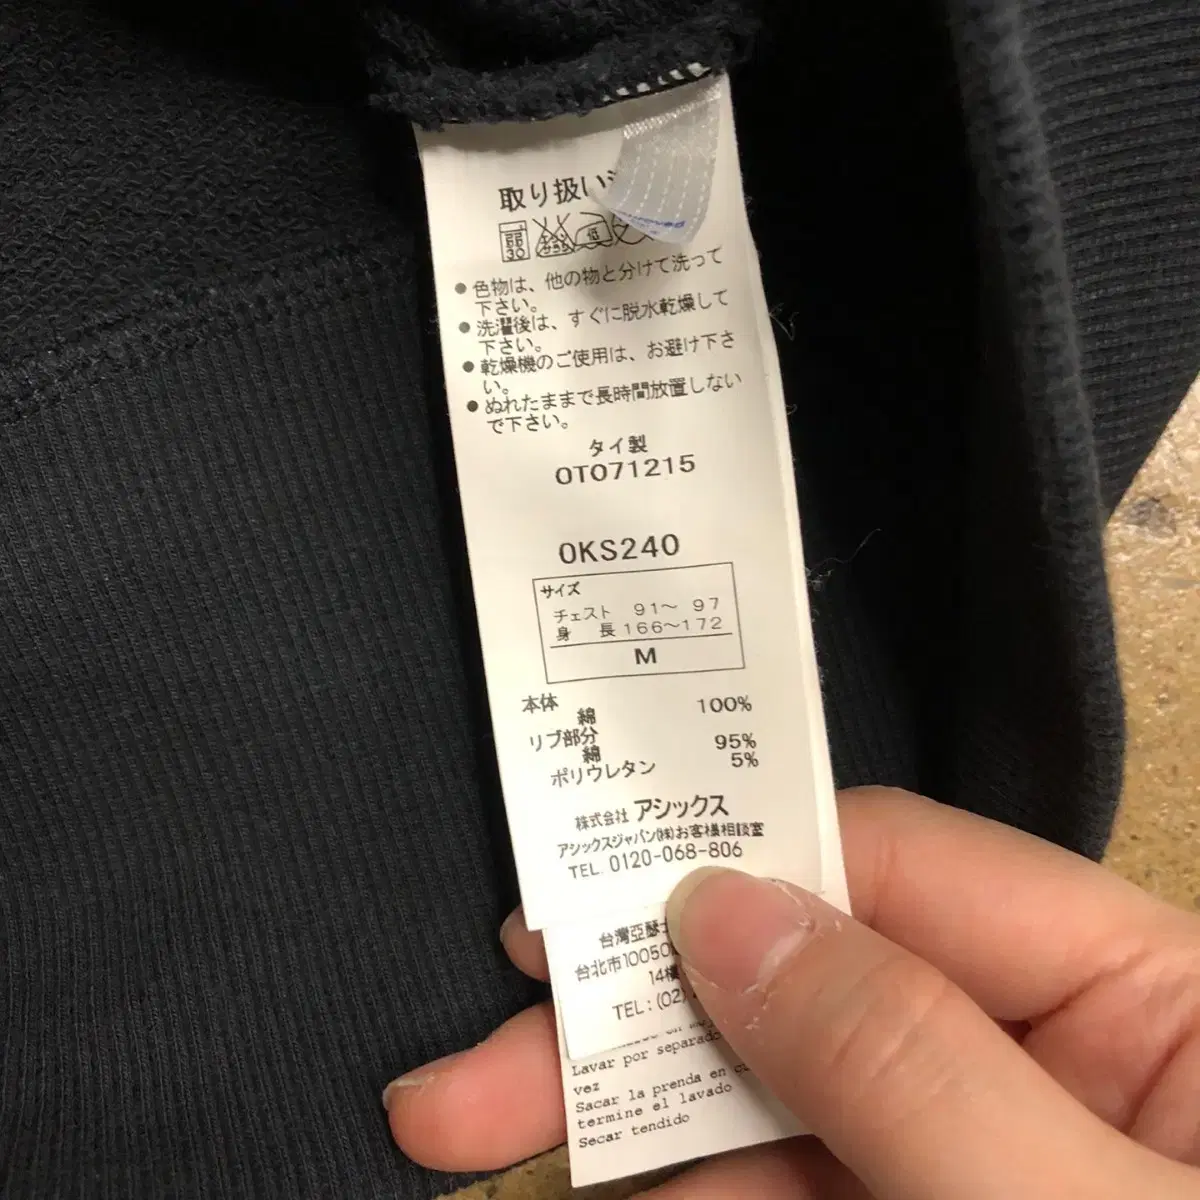 取り扱い
30
低
● 色物は、他の物と分けて洗って
下さい。
● 洗濯後は、すぐに脱水乾燥して
下さい。
● 乾燥機のご使用は、お避け下さ
い。
● ぬれたままで長時間放置しない
で下さい。
タイ製
OT071215
OKS240
サイズ
チェスト 91～ 97
身 長 166～172
M
本体
綿 100%
リブ部分
綿 95%
ポリウレタン 5%
株式会社 アシックス
アシックスジャパン㈱お客様相談室
TEL. 0120-068-806
台灣亞瑟士
台北市10050
14樓
TEL:(02)
Lavar por separado
vez
Sacar la prenda en
termine el lavado
Secar tendido